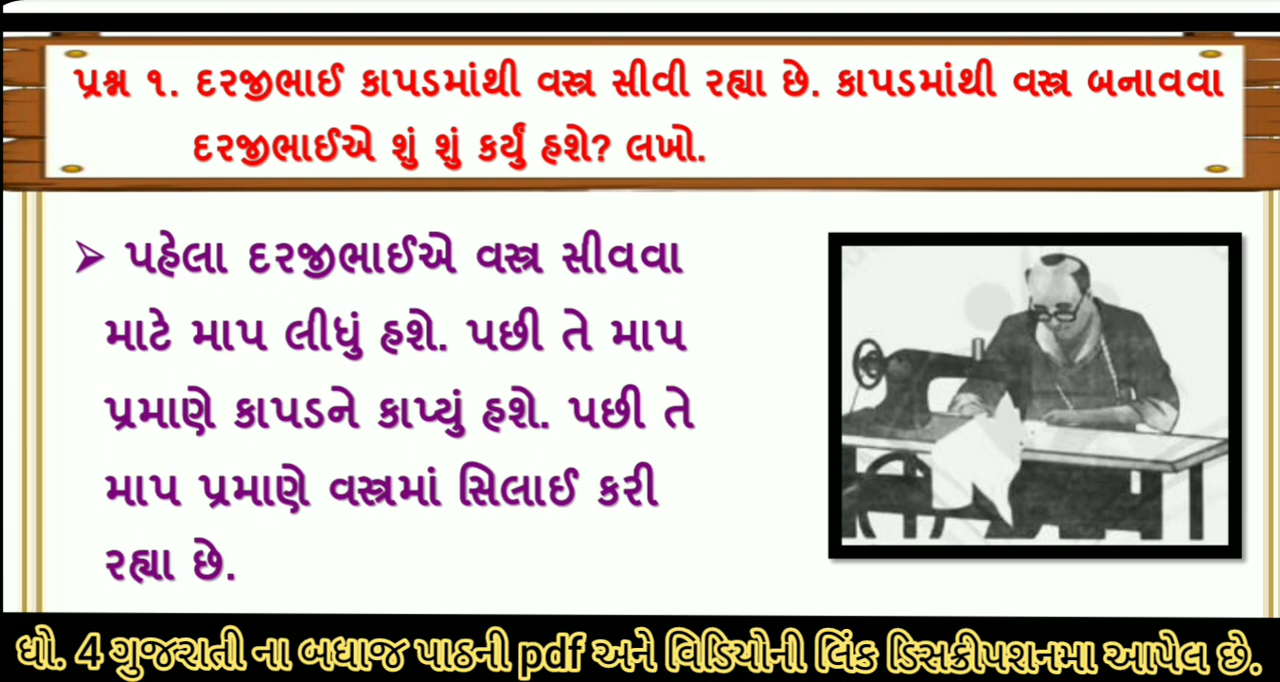 પ્રશ્ન ૧. દરજીભાઈ કાપડમાંથી વસ્ત્ર સીવી રહ્યા છે. કાપડમાંથી વસ્ત્ર બનાવવા
દરજીભાઈએ શું શું કર્યું હશે? લખો.
➢ પહેલા દરજીભાઈએ વસ્ત્ર સીવવા
માટે માપ લીધું હશે. પછી તે માપ
પ્રમાણે કાપડને કાપ્યું હશે. પછી તે
માપ પ્રમાણે વસ્ત્રમાં સિલાઈ કરી
રહ્યા છે.
ધો. 4 ગુજરાતી ના બધાજ પાઠની pdf અને વિડિયોની લિંક ડિસક્રીપશનમા આપેલ છે.